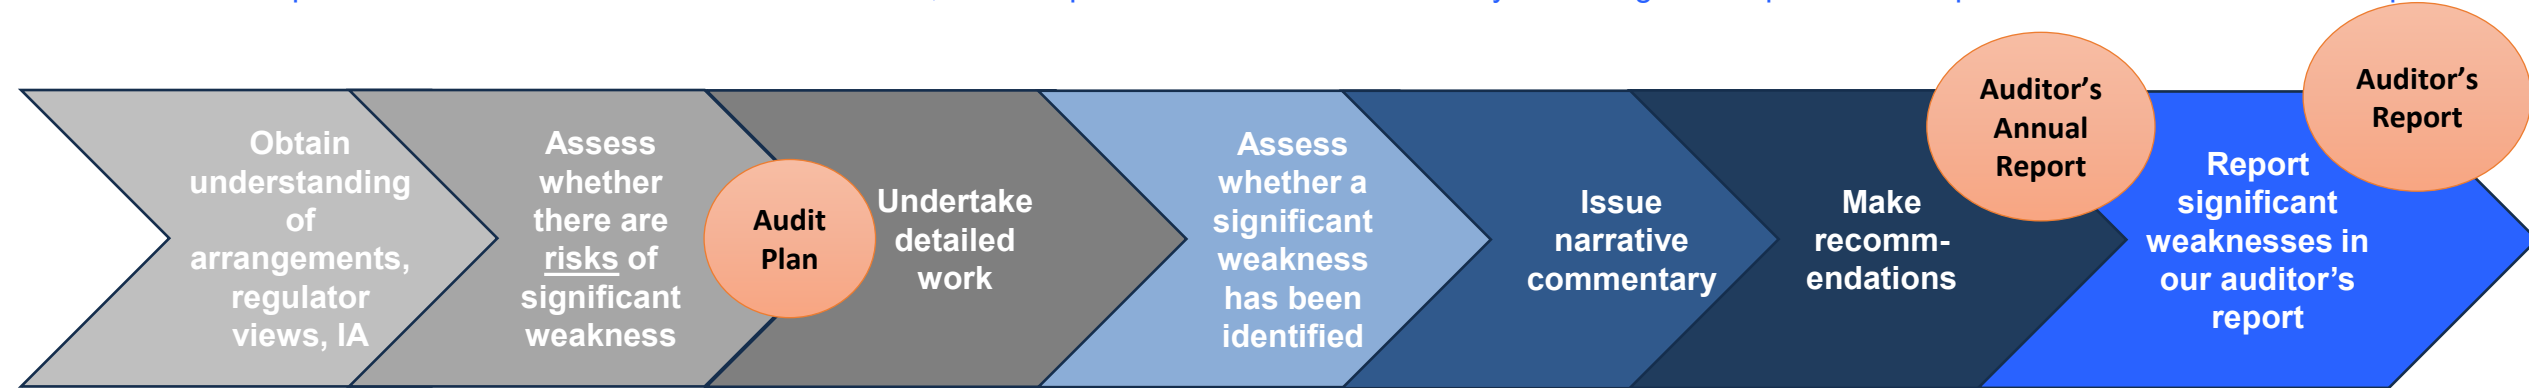 Obtain
understanding
of
arrangements,
regulator
views, IA
Assess
whether
there are
risks of
significant
weakness
Audit
Plan
Undertake
detailed
work
Assess
whether a
significant
weakness
has been
identified
Issue
narrative
commentary
Make
recomm-
endations
Auditor’s
Annual
Report
Report
significant
weaknesses in
our auditor’s
report
Auditor’s
Report